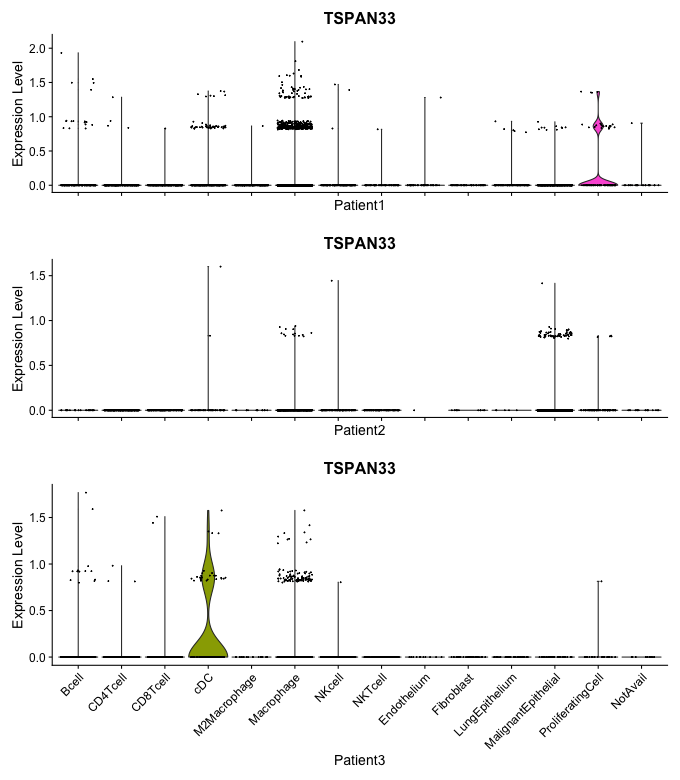 TSPAN33
Expression Level
2.0
1.5
1.0
0.5
0.0
Patient1
TSPAN33
Expression Level
1.5
1.0
0.5
0.0
Patient2
TSPAN33
Expression Level
1.5
1.0
0.5
0.0
Bcell
CD4Tcell
CD8Tcell
cDC
M2Macrophage
Macrophage
NKcell
NKTcell
Endothelium
Fibroblast
LungEpithelium
MalignantEpithelial
ProliferatingCell
NotAvail
Patient3